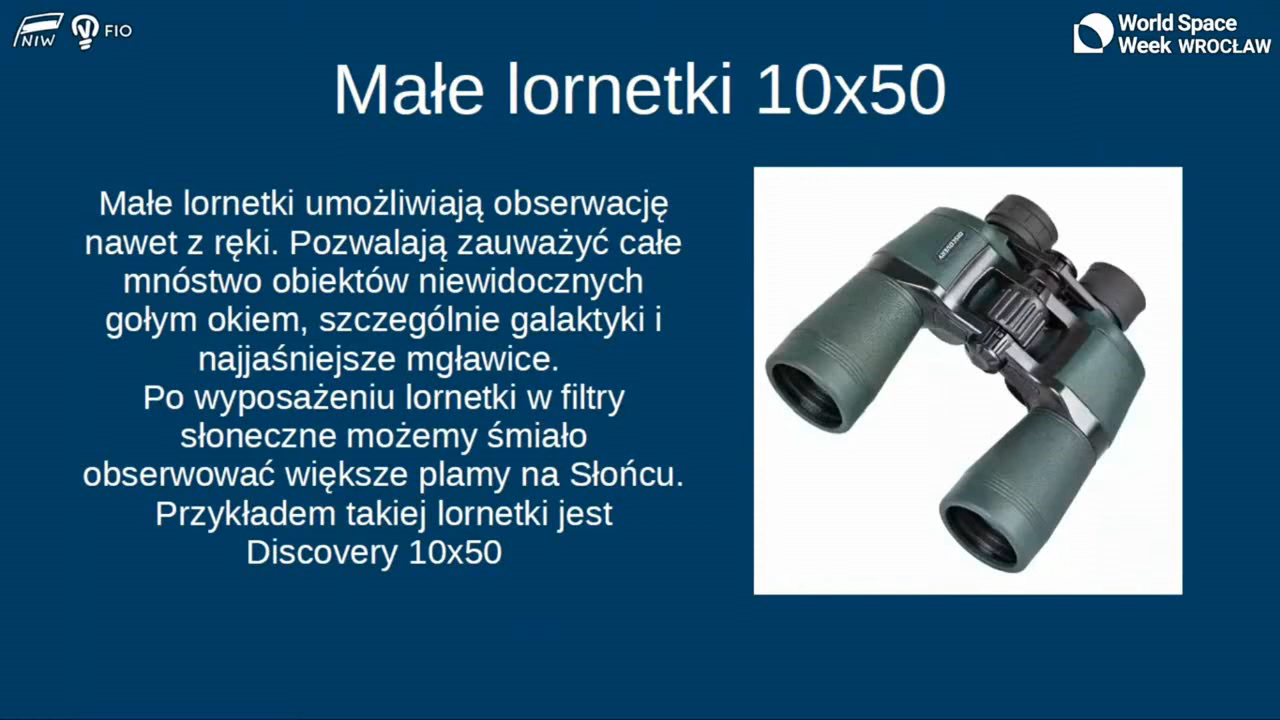 NIW
FIO
World Space
Week WROCŁAW
Małe lornetki 10x50
Małe lornetki umożliwiają obserwację
nawet z ręki. Pozwalają zauważyć całe
mnóstwo obiektów niewidocznych
gołym okiem, szczególnie galaktyki i
najjaśniejsze mgławice.
Po wyposażeniu lornetki w filtry
słoneczne możemy śmiało
obserwować większe plamy na Słońcu.
Przykładem takiej lornetki jest
Discovery 10x50
DISCOVERY